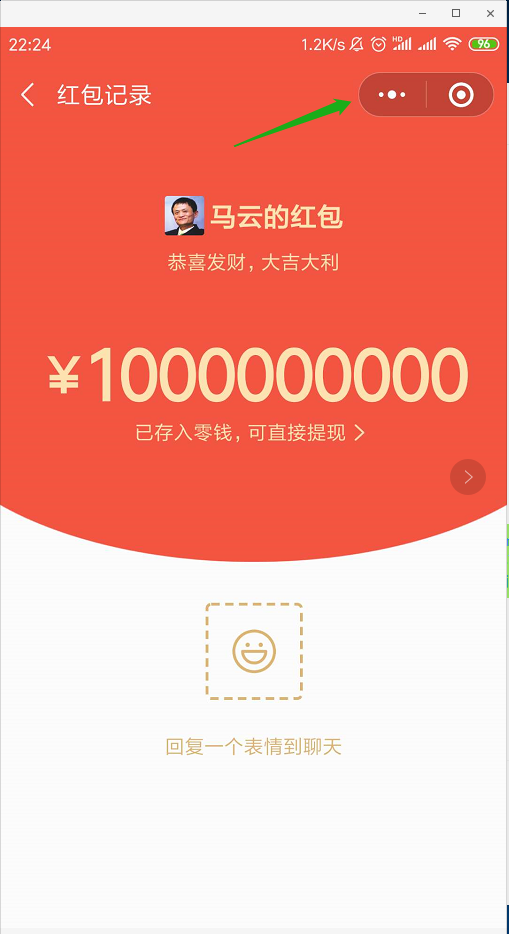 22:24 1.2K/s HD 96
红包记录
马云的红包
恭喜发财，大吉大利
¥1000000000
已存入零钱，可直接提现
回复一个表情到聊天